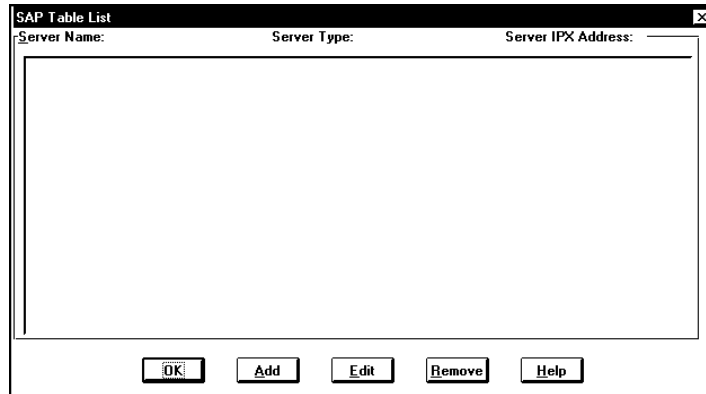 SAP Table List
Server Name: Server Type: Server IPX Address:
OK Add Edit Remove Help